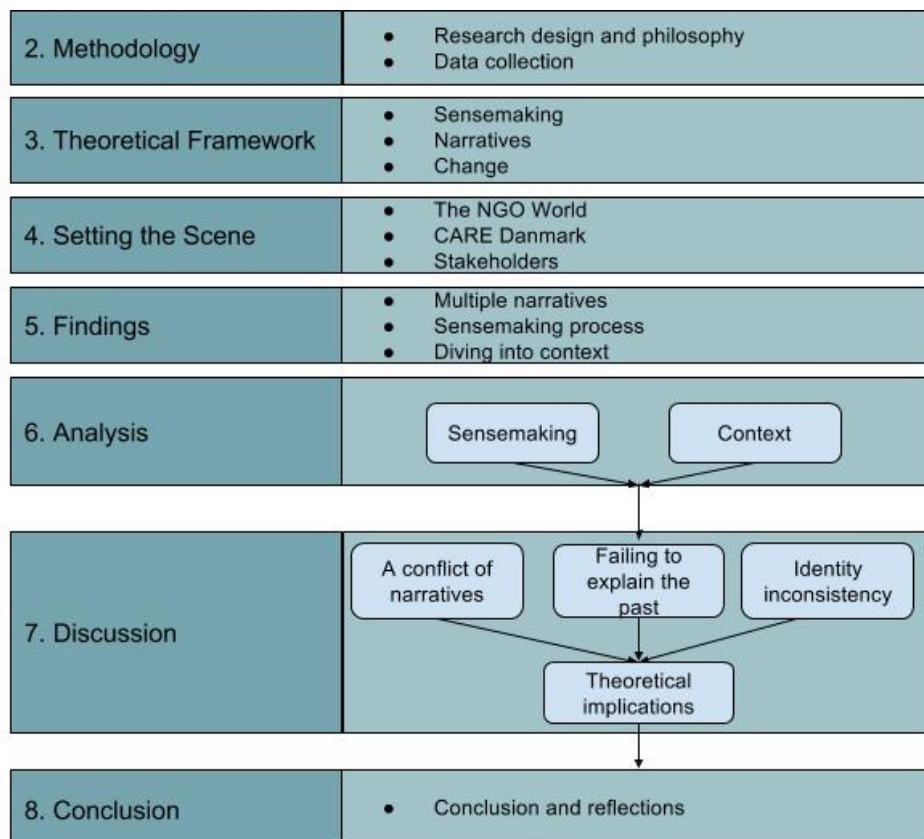 2. Methodology
• Research design and philosophy
• Data collection
3. Theoretical Framework
• Sensemaking
• Narratives
• Change
4. Setting the Scene
• The NGO World
• CARE Danmark
• Stakeholders
5. Findings
• Multiple narratives
• Sensemaking process
• Diving into context
6. Analysis
Sensemaking
Context
7. Discussion
A conflict of
narratives
Failing to
explain the
past
Identity
inconsistency
Theoretical
implications
8. Conclusion
• Conclusion and reflections